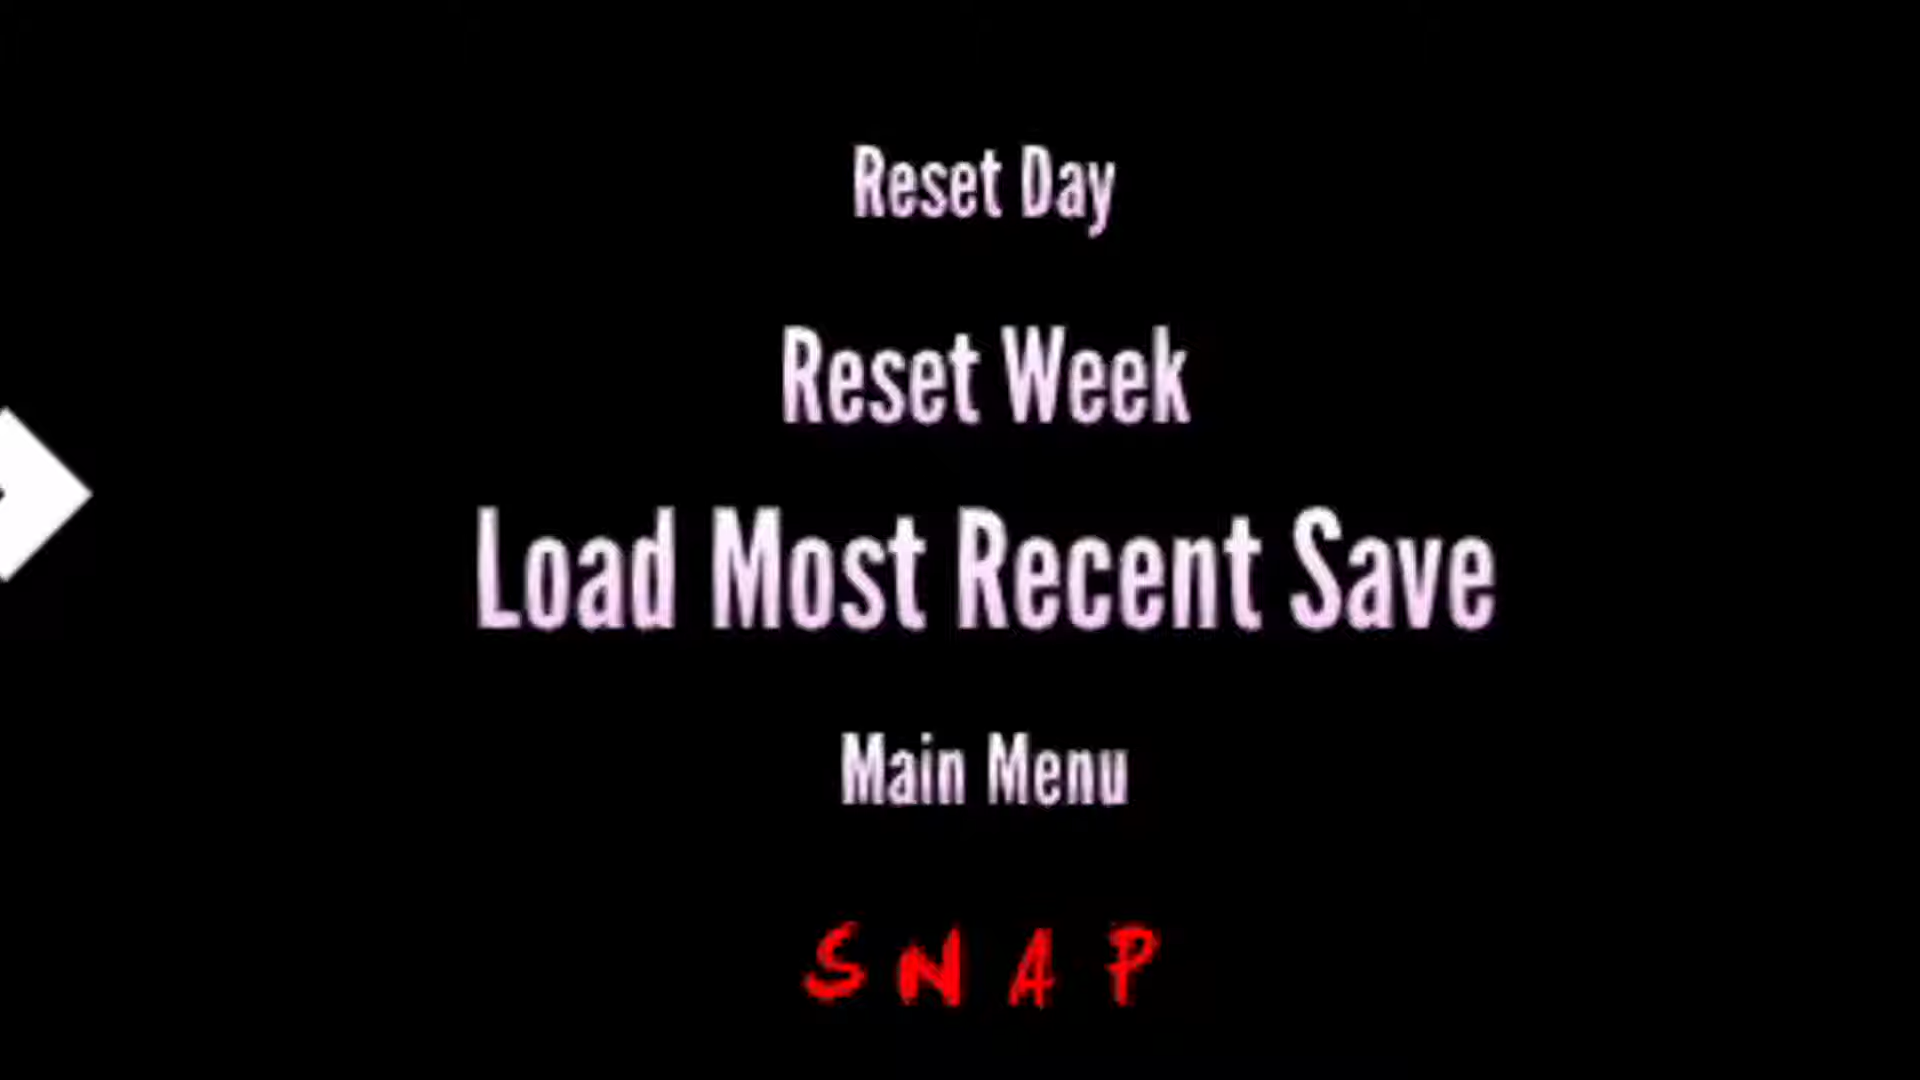 Reset Day
Reset Week
Load Most Recent Save
Main Menu
SNAP